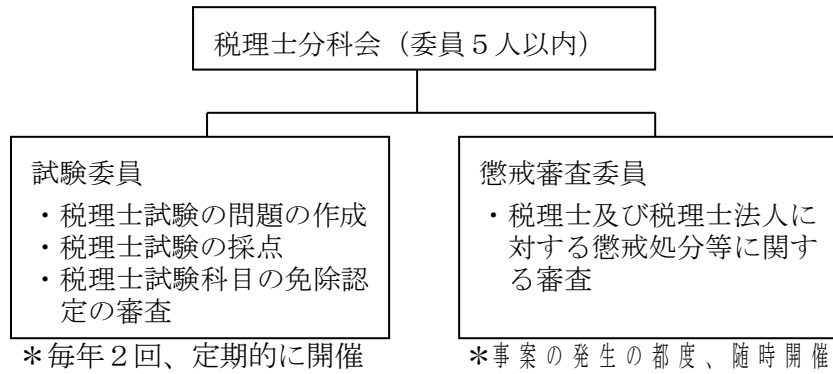 税理士分科会（委員５人以内）
試験委員
・税理士試験の問題の作成
・税理士試験の採点
・税理士試験科目の免除認
定の審査
＊毎年２回、定期的に開催
懲戒審査委員
・税理士及び税理士法人に
対する懲戒処分等に関す
る審査
＊事案の発生の都度、随時開催